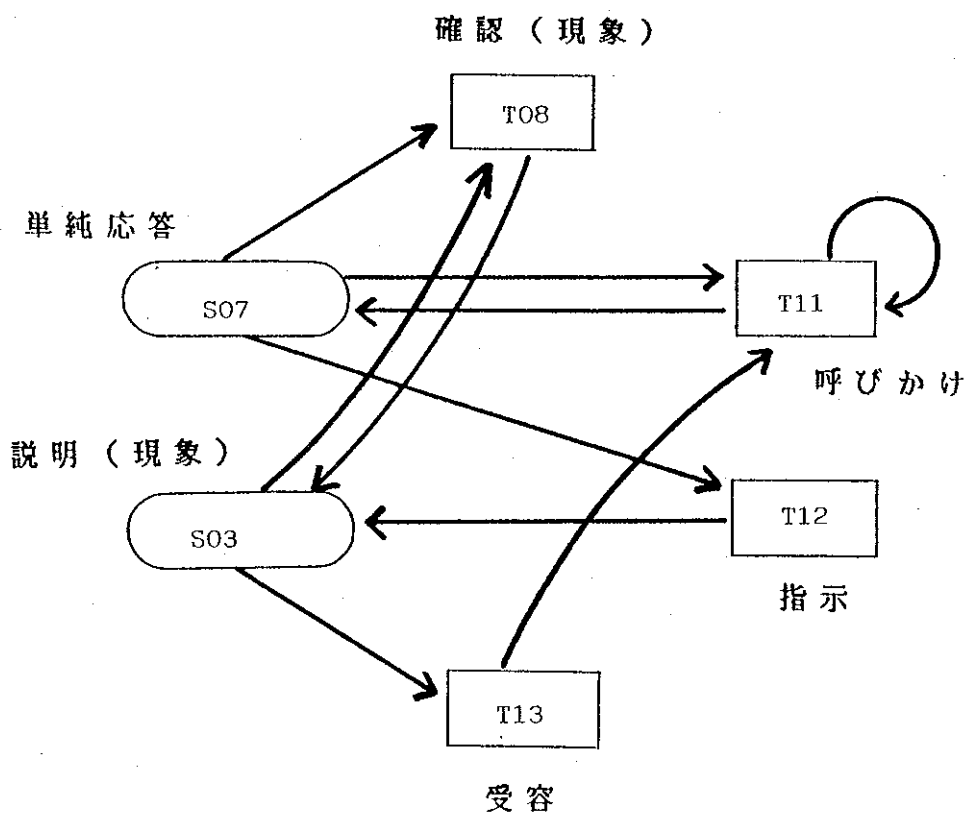 確認（現象）
T08
単純応答
S07
T11
呼びかけ
説明（現象）
S03
T12
指示
T13
受容